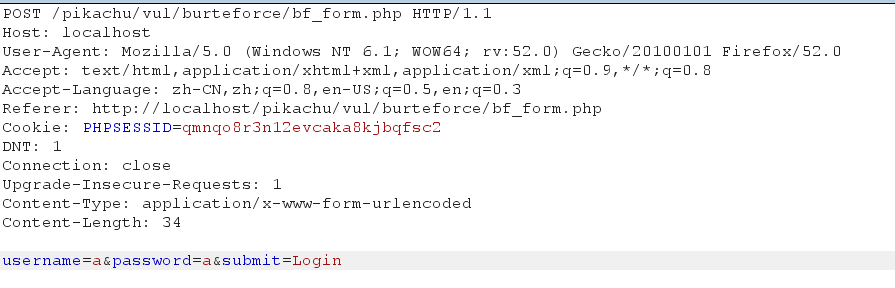 POST /pikachu/vul/burteforce/bf_form.php HTTP/1.1
Host: localhost
User-Agent: Mozilla/5.0 (Windows NT 6.1; WOW64; rv:52.0) Gecko/20100101 Firefox/52.0
Accept: text/html,application/xhtml+xml,application/xml;q=0.9,*/*;q=0.8
Accept-Language: zh-CN,zh;q=0.8,en-US;q=0.5,en;q=0.3
Referer: http://localhost/pikachu/vul/burteforce/bf_form.php
Cookie: PHPSESSID=qmnqo8r3n12evcaka8kjbqfsc2
DNT: 1
Connection: close
Upgrade-Insecure-Requests: 1
Content-Type: application/x-www-form-urlencoded
Content-Length: 34
username=a&password=a&submit=Login